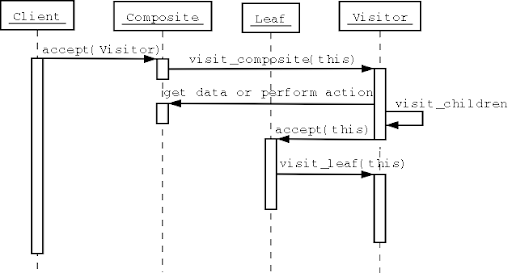 Client
Composite
Leaf
Visitor
accept(Visitor)
visit_composite(this)
get data or perform action
visit_children
accept(this)
visit_leaf(this)